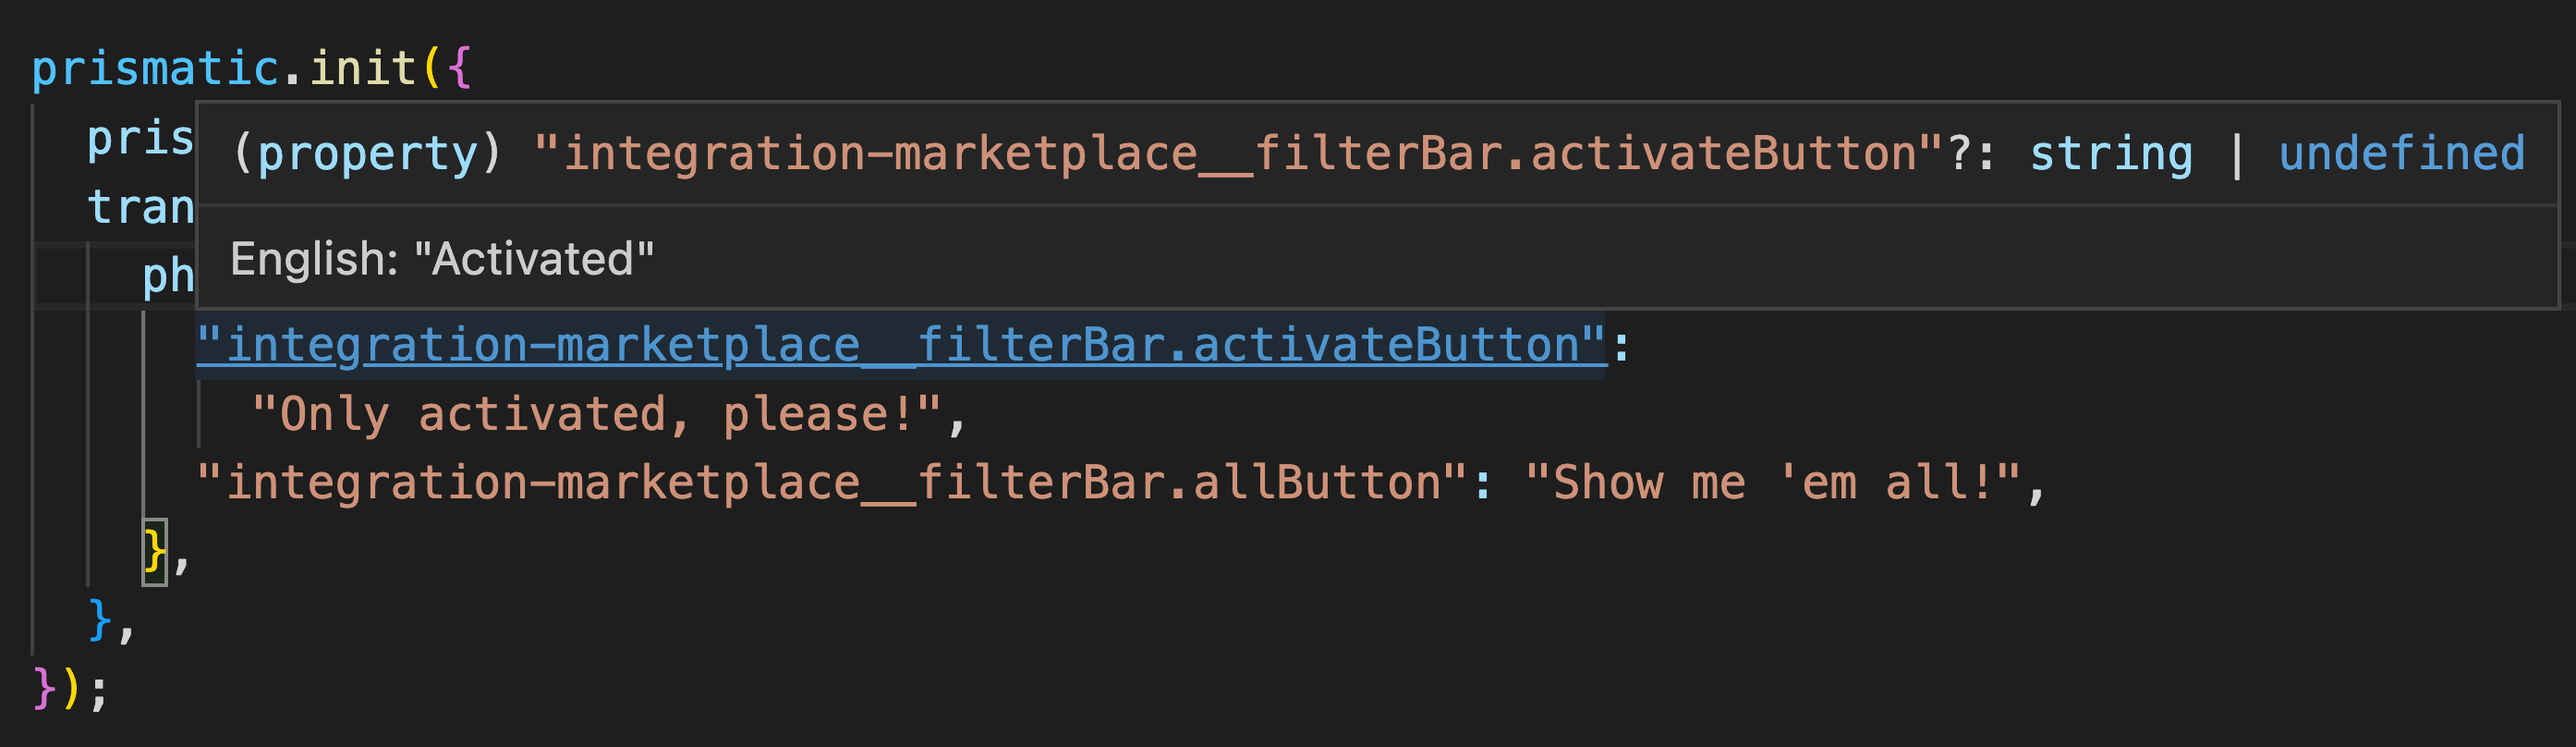 prismatic.init({
pris
(property) "integration-marketplace__filterBar.activateButton"?: string | undefined
tran
English: "Activated"
ph
"integration-marketplace__filterBar.activateButton":
"Only activated, please!",
"integration-marketplace__filterBar.allButton": "Show me 'em all!",
},
},
});